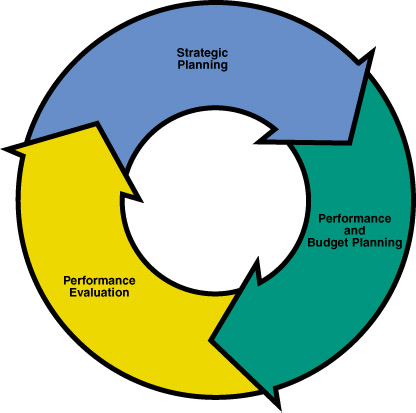 Strategic
Planning
Performance
and
Budget Planning
Performance
Evaluation